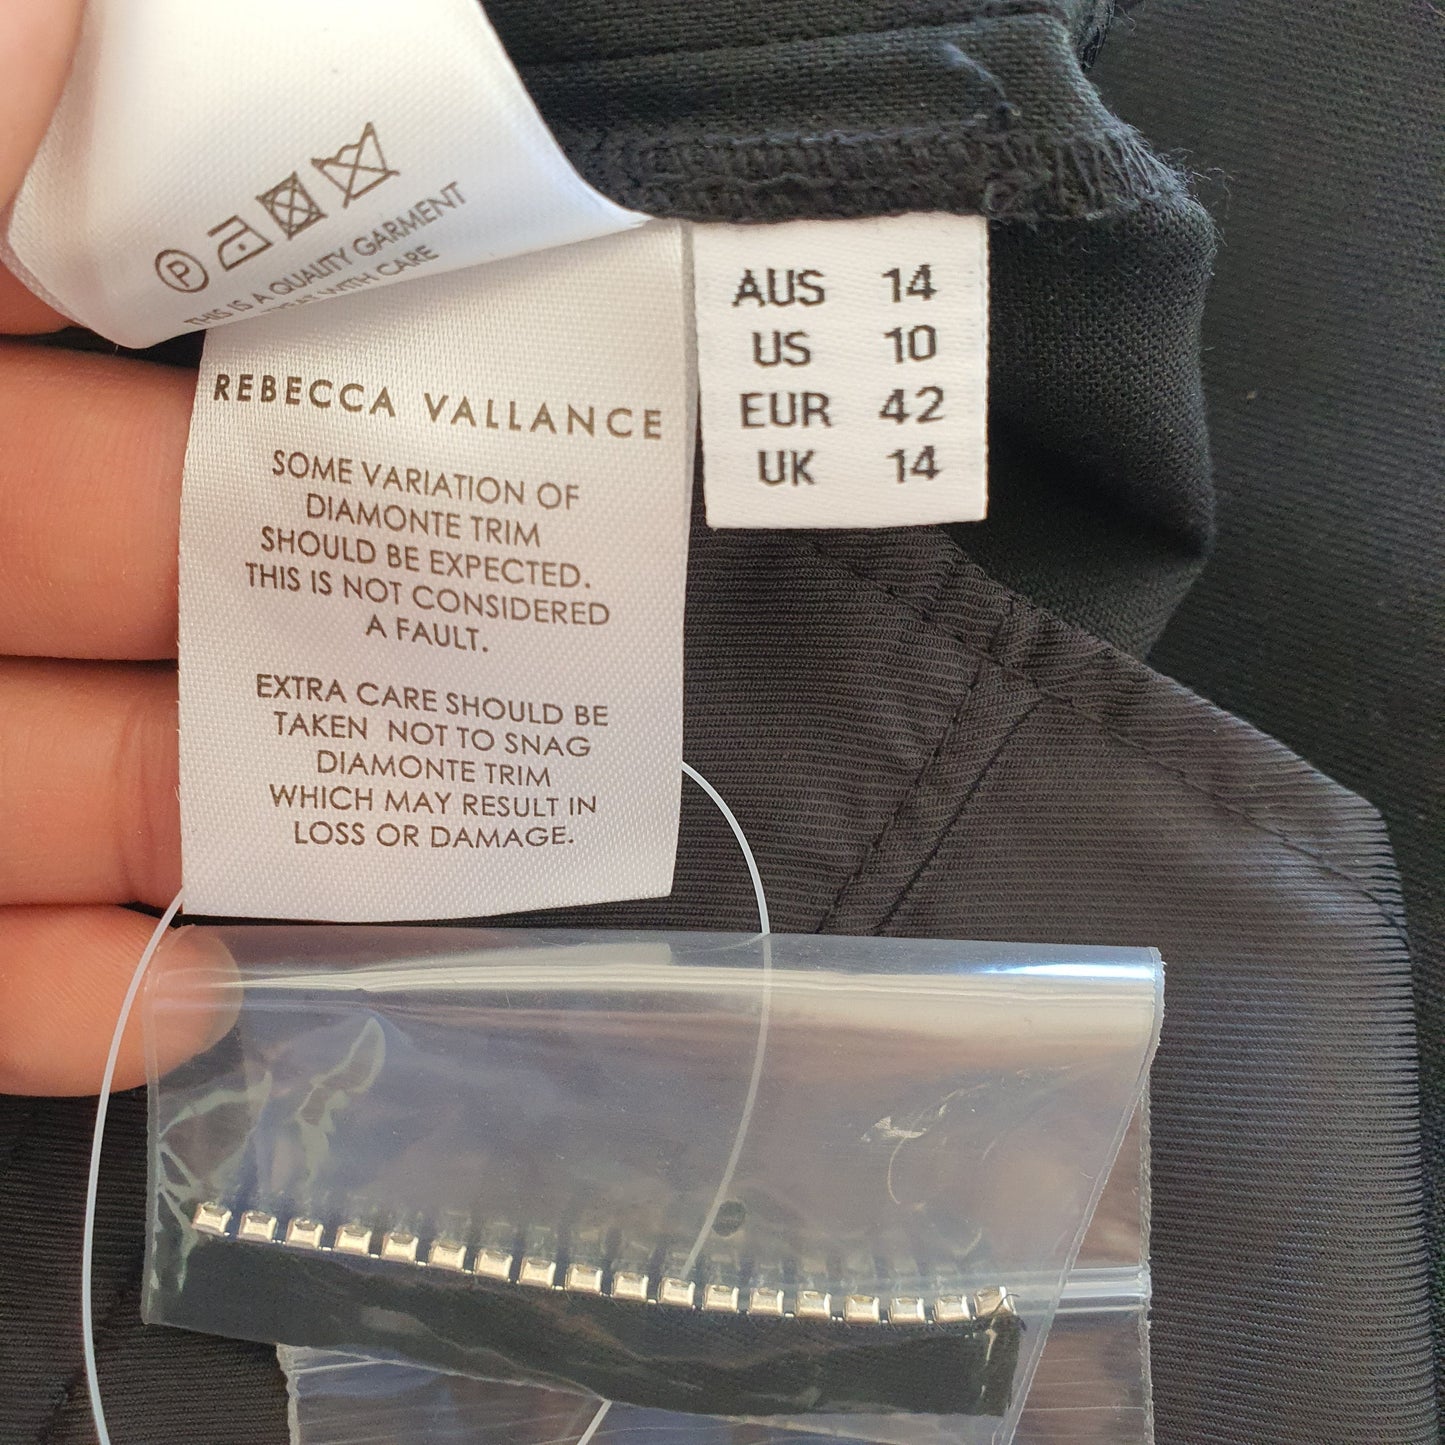 P
THIS IS A QUALITY GARMENT
WITH CARE
REBECCA VALLANCE
SOME VARIATION OF
DIAMONTE TRIM
SHOULD BE EXPECTED.
THIS IS NOT CONSIDERED
A FAULT.
EXTRA CARE SHOULD BE
TAKEN NOT TO SNAG
DIAMONTE TRIM
WHICH MAY RESULT IN
LOSS OR DAMAGE.
AUS 14
US 10
EUR 42
UK 14